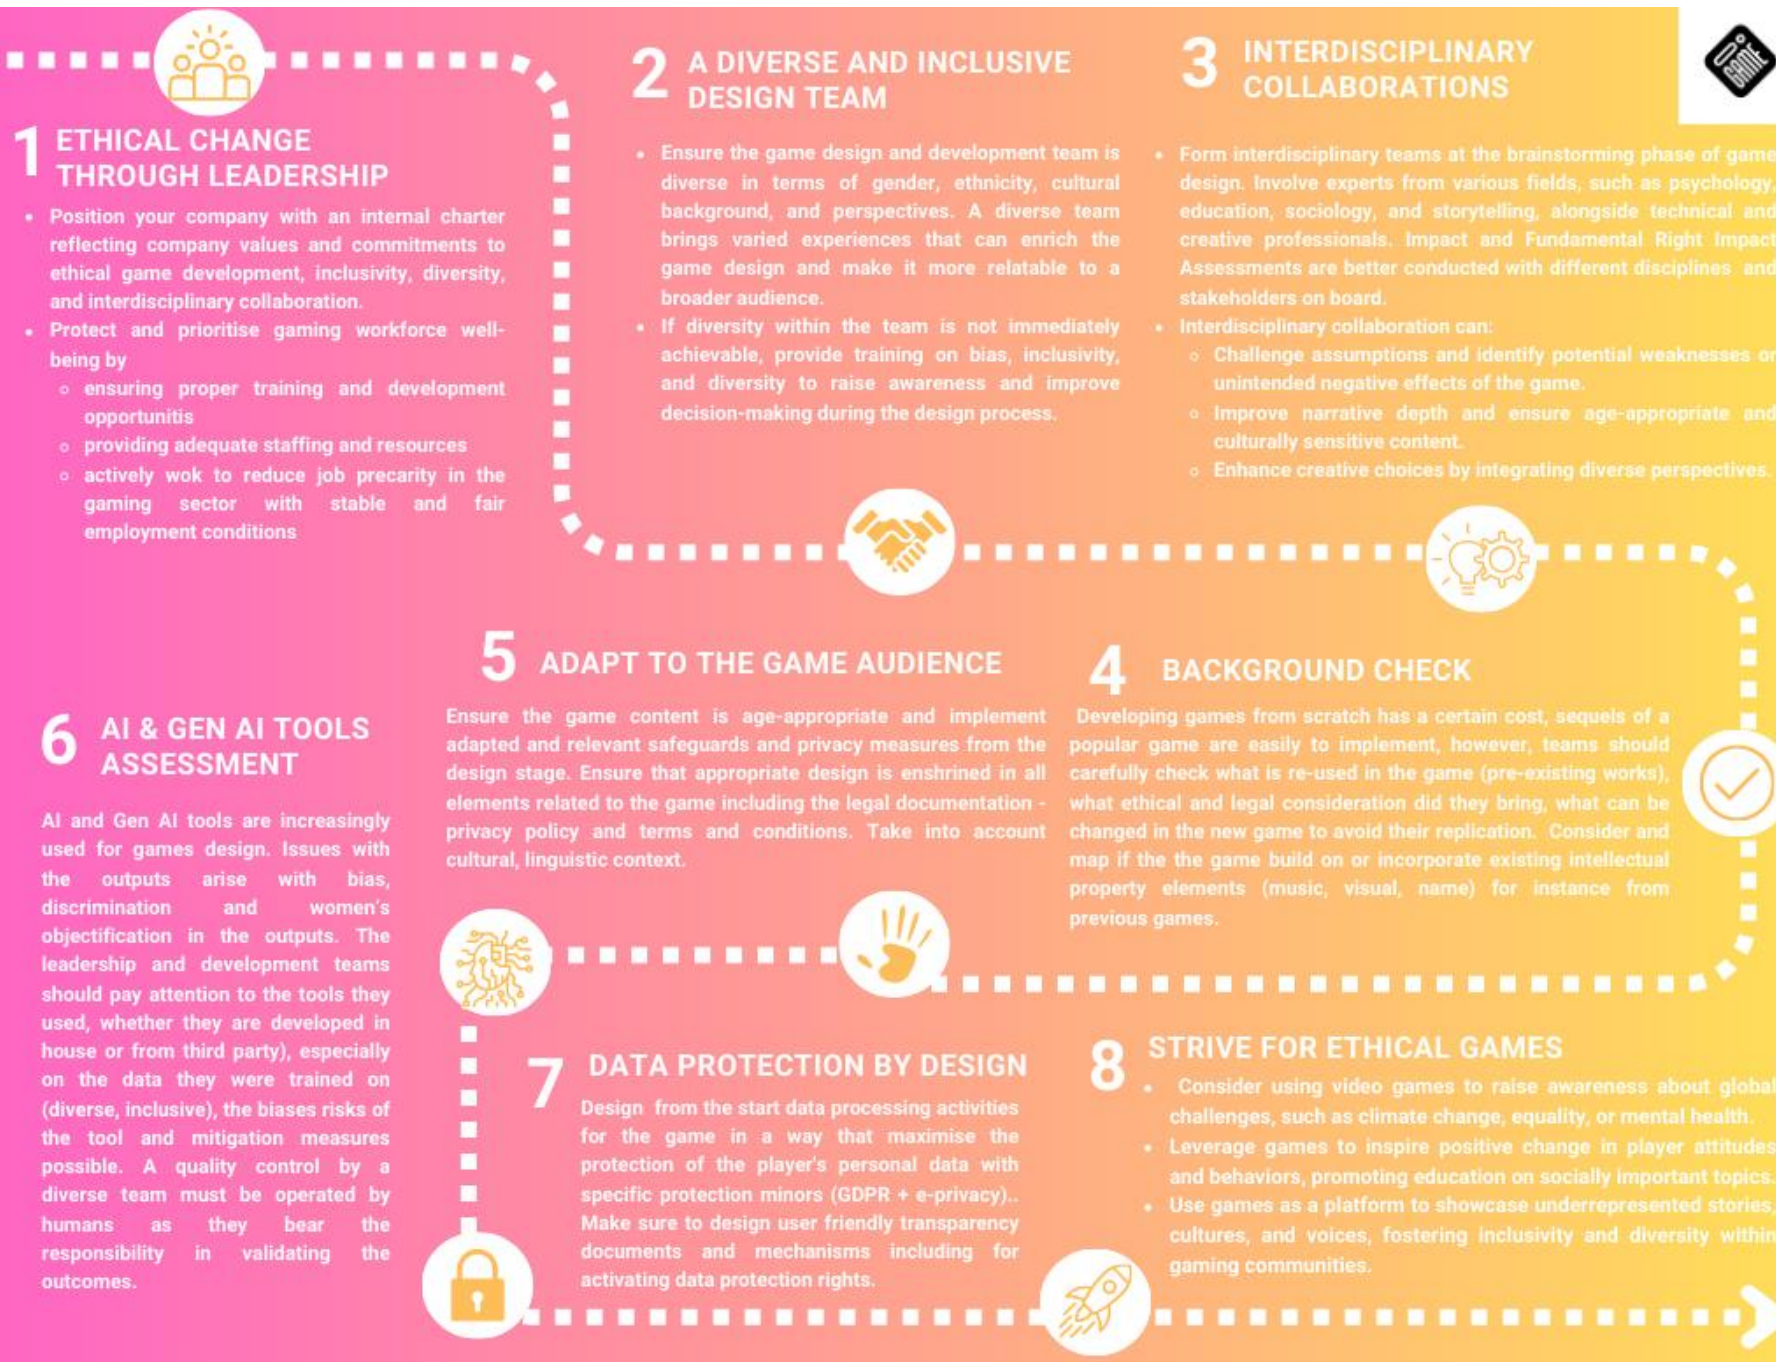 1 ETHICAL CHANGE
THROUGH LEADERSHIP
• Position your company with an internal charter
reflecting company values and commitments to
ethical game development, inclusivity, diversity,
and interdisciplinary collaboration.
• Protect and prioritise gaming workforce well-
being by
◦ ensuring proper training and development
opportunitis
◦ providing adequate staffing and resources
◦ actively wok to reduce job precarity in the
gaming sector with stable and fair
employment conditions
2 A DIVERSE AND INCLUSIVE
DESIGN TEAM
• Ensure the game design and development team is
diverse in terms of gender, ethnicity, cultural
background, and perspectives. A diverse team
brings varied experiences that can enrich the
game design and make it more relatable to a
broader audience.
• If diversity within the team is not immediately
achievable, provide training on bias, inclusivity,
and diversity to raise awareness and improve
decision-making during the design process.
3 INTERDISCIPLINARY
COLLABORATIONS
• Form interdisciplinary teams at the brainstorming phase of game
design. Involve experts from various fields, such as psychology,
education, sociology, and storytelling, alongside technical and
creative professionals. Impact and Fundamental Right Impact
Assessments are better conducted with different disciplines and
stakeholders on board.
• Interdisciplinary collaboration can:
◦ Challenge assumptions and identify potential weaknesses or
unintended negative effects of the game.
◦ Improve narrative depth and ensure age-appropriate and
culturally sensitive content.
◦ Enhance creative choices by integrating diverse perspectives.
GAME
4 BACKGROUND CHECK
Developing games from scratch has a certain cost, sequels of a
popular game are easily to implement, however, teams should
carefully check what is re-used in the game (pre-existing works),
what ethical and legal consideration did they bring, what can be
changed in the new game to avoid their replication. Consider and
map if the the game build on or incorporate existing intellectual
property elements (music, visual, name) for instance from
previous games.
5 ADAPT TO THE GAME AUDIENCE
Ensure the game content is age-appropriate and implement
adapted and relevant safeguards and privacy measures from the
design stage. Ensure that appropriate design is enshrined in all
elements related to the game including the legal documentation -
privacy policy and terms and conditions. Take into account
cultural, linguistic context.
6 AI & GEN AI TOOLS
ASSESSMENT
AI and Gen AI tools are increasingly
used for games design. Issues with
the outputs arise with bias,
discrimination and women's
objectification in the outputs. The
leadership and development teams
should pay attention to the tools they
used, whether they are developed in
house or from third party), especially
on the data they were trained on
(diverse, inclusive), the biases risks of
the tool and mitigation measures
possible. A quality control by a
diverse team must be operated by
humans as they bear the
responsibility in validating the
outcomes.
7 DATA PROTECTION BY DESIGN
Design from the start data processing activities
for the game in a way that maximise the
protection of the player's personal data with
specific protection minors (GDPR + e-privacy)..
Make sure to design user friendly transparency
documents and mechanisms including for
activating data protection rights.
8 STRIVE FOR ETHICAL GAMES
• Consider using video games to raise awareness about global
challenges, such as climate change, equality, or mental health.
• Leverage games to inspire positive change in player attitudes
and behaviors, promoting education on socially important topics.
• Use games as a platform to showcase underrepresented stories,
cultures, and voices, fostering inclusivity and diversity within
gaming communities.